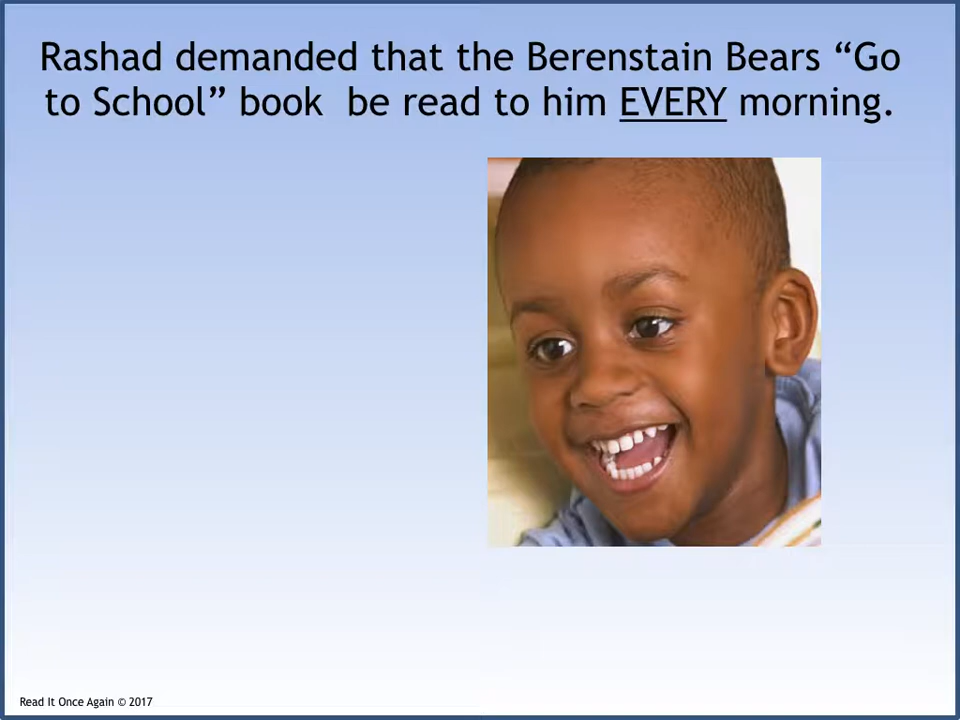 Rashad demanded that the Berenstain Bears “Go
to School” book  be read to him EVERY morning.
Read It Once Again © 2017